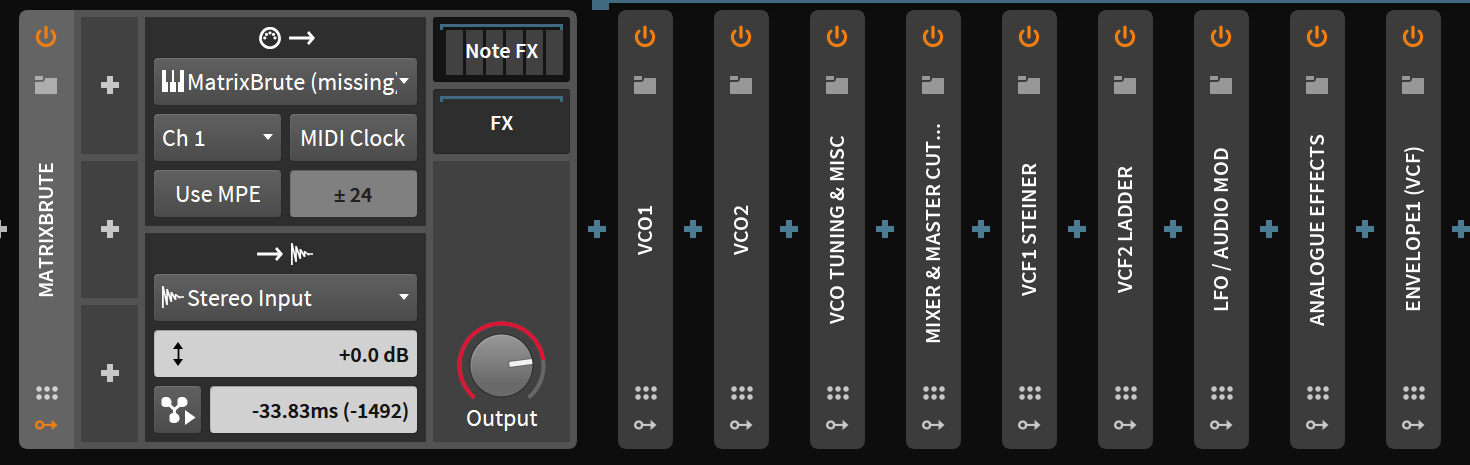 MATRIXBRUTE
MatrixBrute (missing)
Ch 1
MIDI Clock
Use MPE
± 24
Stereo Input
+0.0 dB
-33.83ms (-1492)
Note FX
FX
Output
VCO1
VCO2
VCO TUNING & MISC
MIXER & MASTER CUT...
VCF1 STEINER
VCF2 LADDER
LFO / AUDIO MOD
ANALOGUE EFFECTS
ENVELOPE1 (VCF)